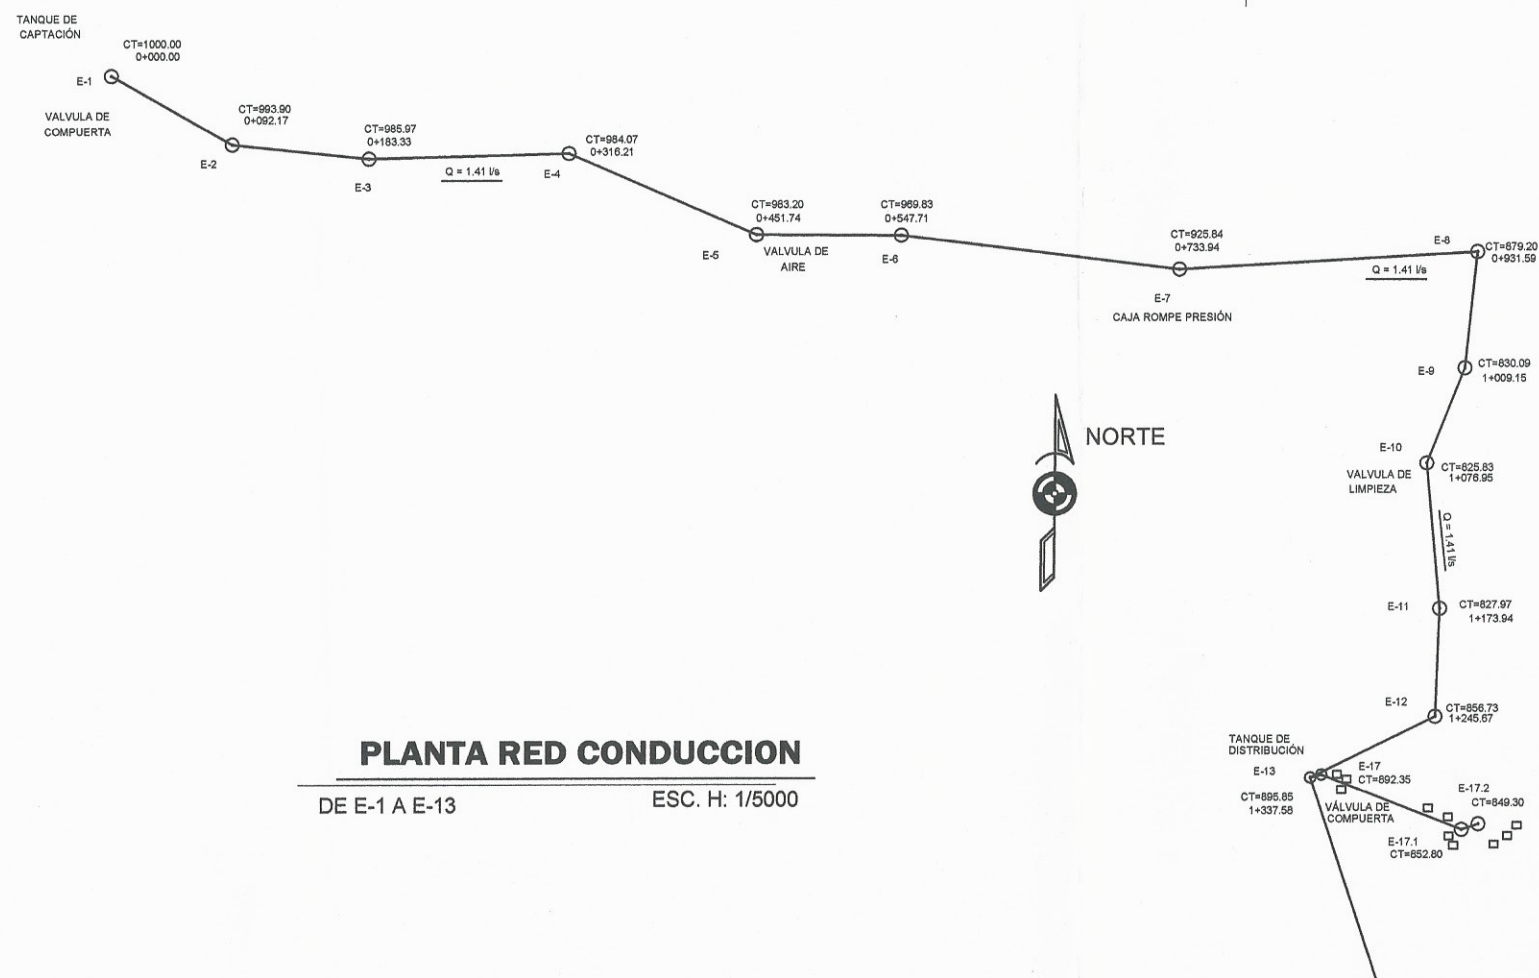 TANQUE DE
CAPTACIÓN
CT=1000.00
0+000.00
E-1
VALVULA DE
COMPUERTA
CT=993.90
0+092.17
E-2
CT=985.97
0+183.33
E-3
Q = 1.41 l/s
CT=984.07
0+316.21
E-4
CT=983.20
0+451.74
E-5
VALVULA DE
AIRE
CT=969.83
0+547.71
E-6
CT=925.84
0+733.94
E-7
CAJA ROMPE PRESIÓN
E-8
CT=879.20
0+931.59
Q = 1.41 l/s
E-9
CT=830.09
1+009.15
NORTE
E-10
VALVULA DE
LIMPIEZA
CT=825.83
1+076.95
Q = 1.41 l/s
E-11
CT=827.97
1+173.94
E-12
CT=856.73
1+245.67
TANQUE DE
DISTRIBUCIÓN
E-13
CT=895.85
1+337.58
E-17
CT=892.35
VÁLVULA DE
COMPUERTA
E-17.2
CT=849.30
E-17.1
CT=852.80
PLANTA RED CONDUCCION
DE E-1 A E-13
ESC. H: 1/5000